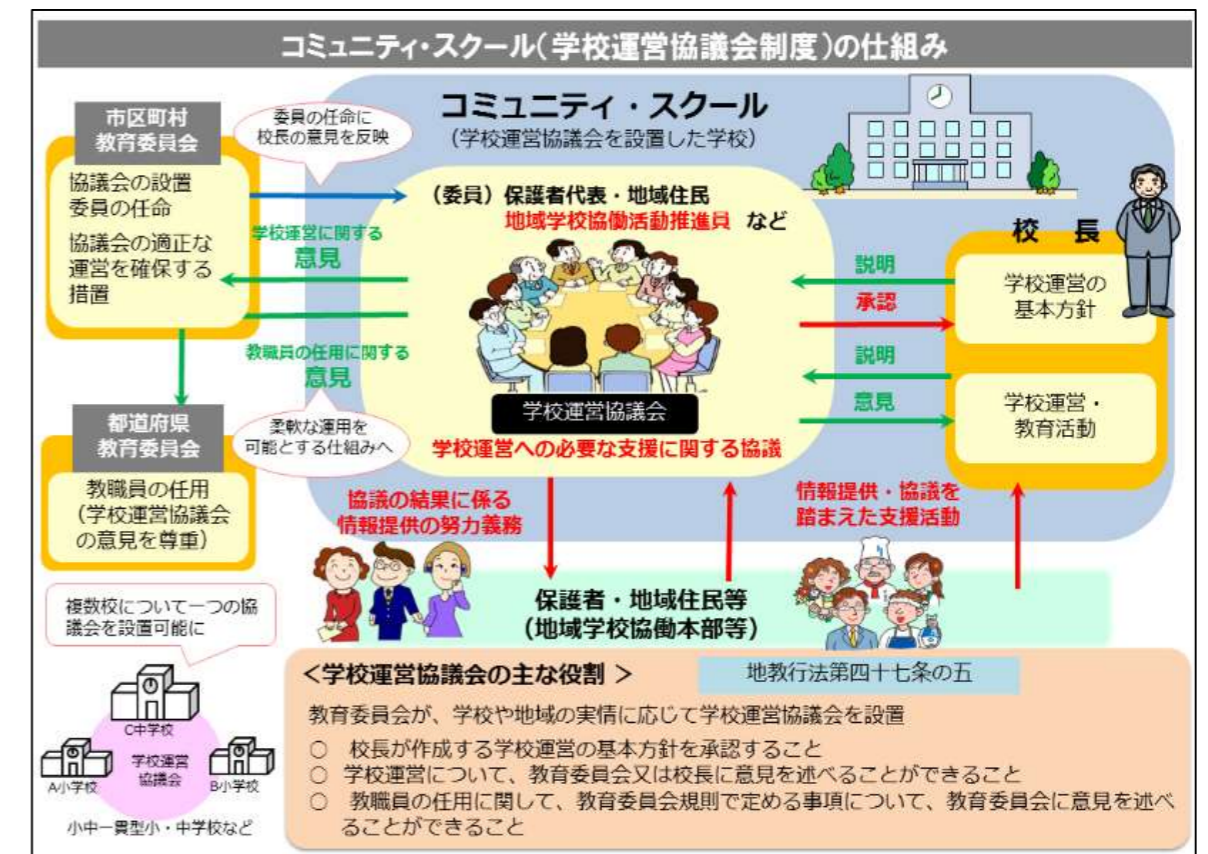 コミュニティ・スクール(学校運営協議会制度)の仕組み
市区町村
教育委員会
協議会の設置
委員の任命
協議会の適正な
運営を確保する
措置
委員の任命に
校長の意見を反映
コミュニティ・スクール
(学校運営協議会を設置した学校)
(委員)保護者代表・地域住民
地域学校協働活動推進員 など
学校運営に関する
意見
教職員の任用に関する
意見
柔軟な運用を
可能とする仕組みへ
学校運営協議会
学校運営への必要な支援に関する協議
説明
承認
説明
意見
校 長
学校運営の
基本方針
学校運営・
教育活動
都道府県
教育委員会
教職員の任用
(学校運営協議会
の意見を尊重)
協議の結果に係る
情報提供の努力義務
情報提供・協議を
踏まえた支援活動
保護者・地域住民等
(地域学校協働本部等)
複数校について一つの協
議会を設置可能に
C中学校
学校運営
協議会
A小学校
B小学校
小中一貫型小・中学校など
<学校運営協議会の主な役割 >
地教行法第四十七条の五
教育委員会が、学校や地域の実情に応じて学校運営協議会を設置
○ 校長が作成する学校運営の基本方針を承認すること
○ 学校運営について、教育委員会又は校長に意見を述べることができること
○ 教職員の任用に関して、教育委員会規則で定める事項について、教育委員会に意見を述べ
ることができること